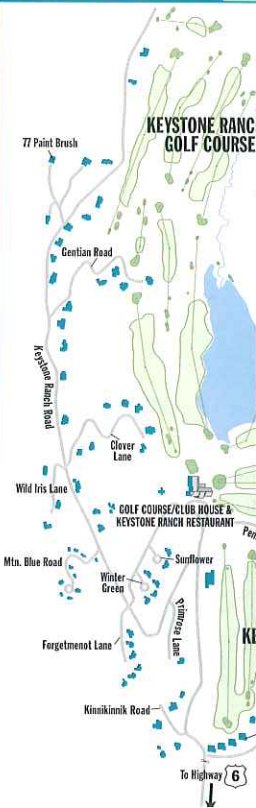 KEYSTONE RANC
GOLF COURSE
77 Paint Brush
Gentian Road
Keystone Ranch Road
Clover
Lane
Wild Iris Lane
GOLF COURSE/CLUB HOUSE &
KEYSTONE RANCH RESTAURANT
Pen
Mtn. Blue Road
Sunflower
Winter
Green
Primrose Lane
Forgetmenot Lane
KE
Kinnikinnik Road
To Highway 6